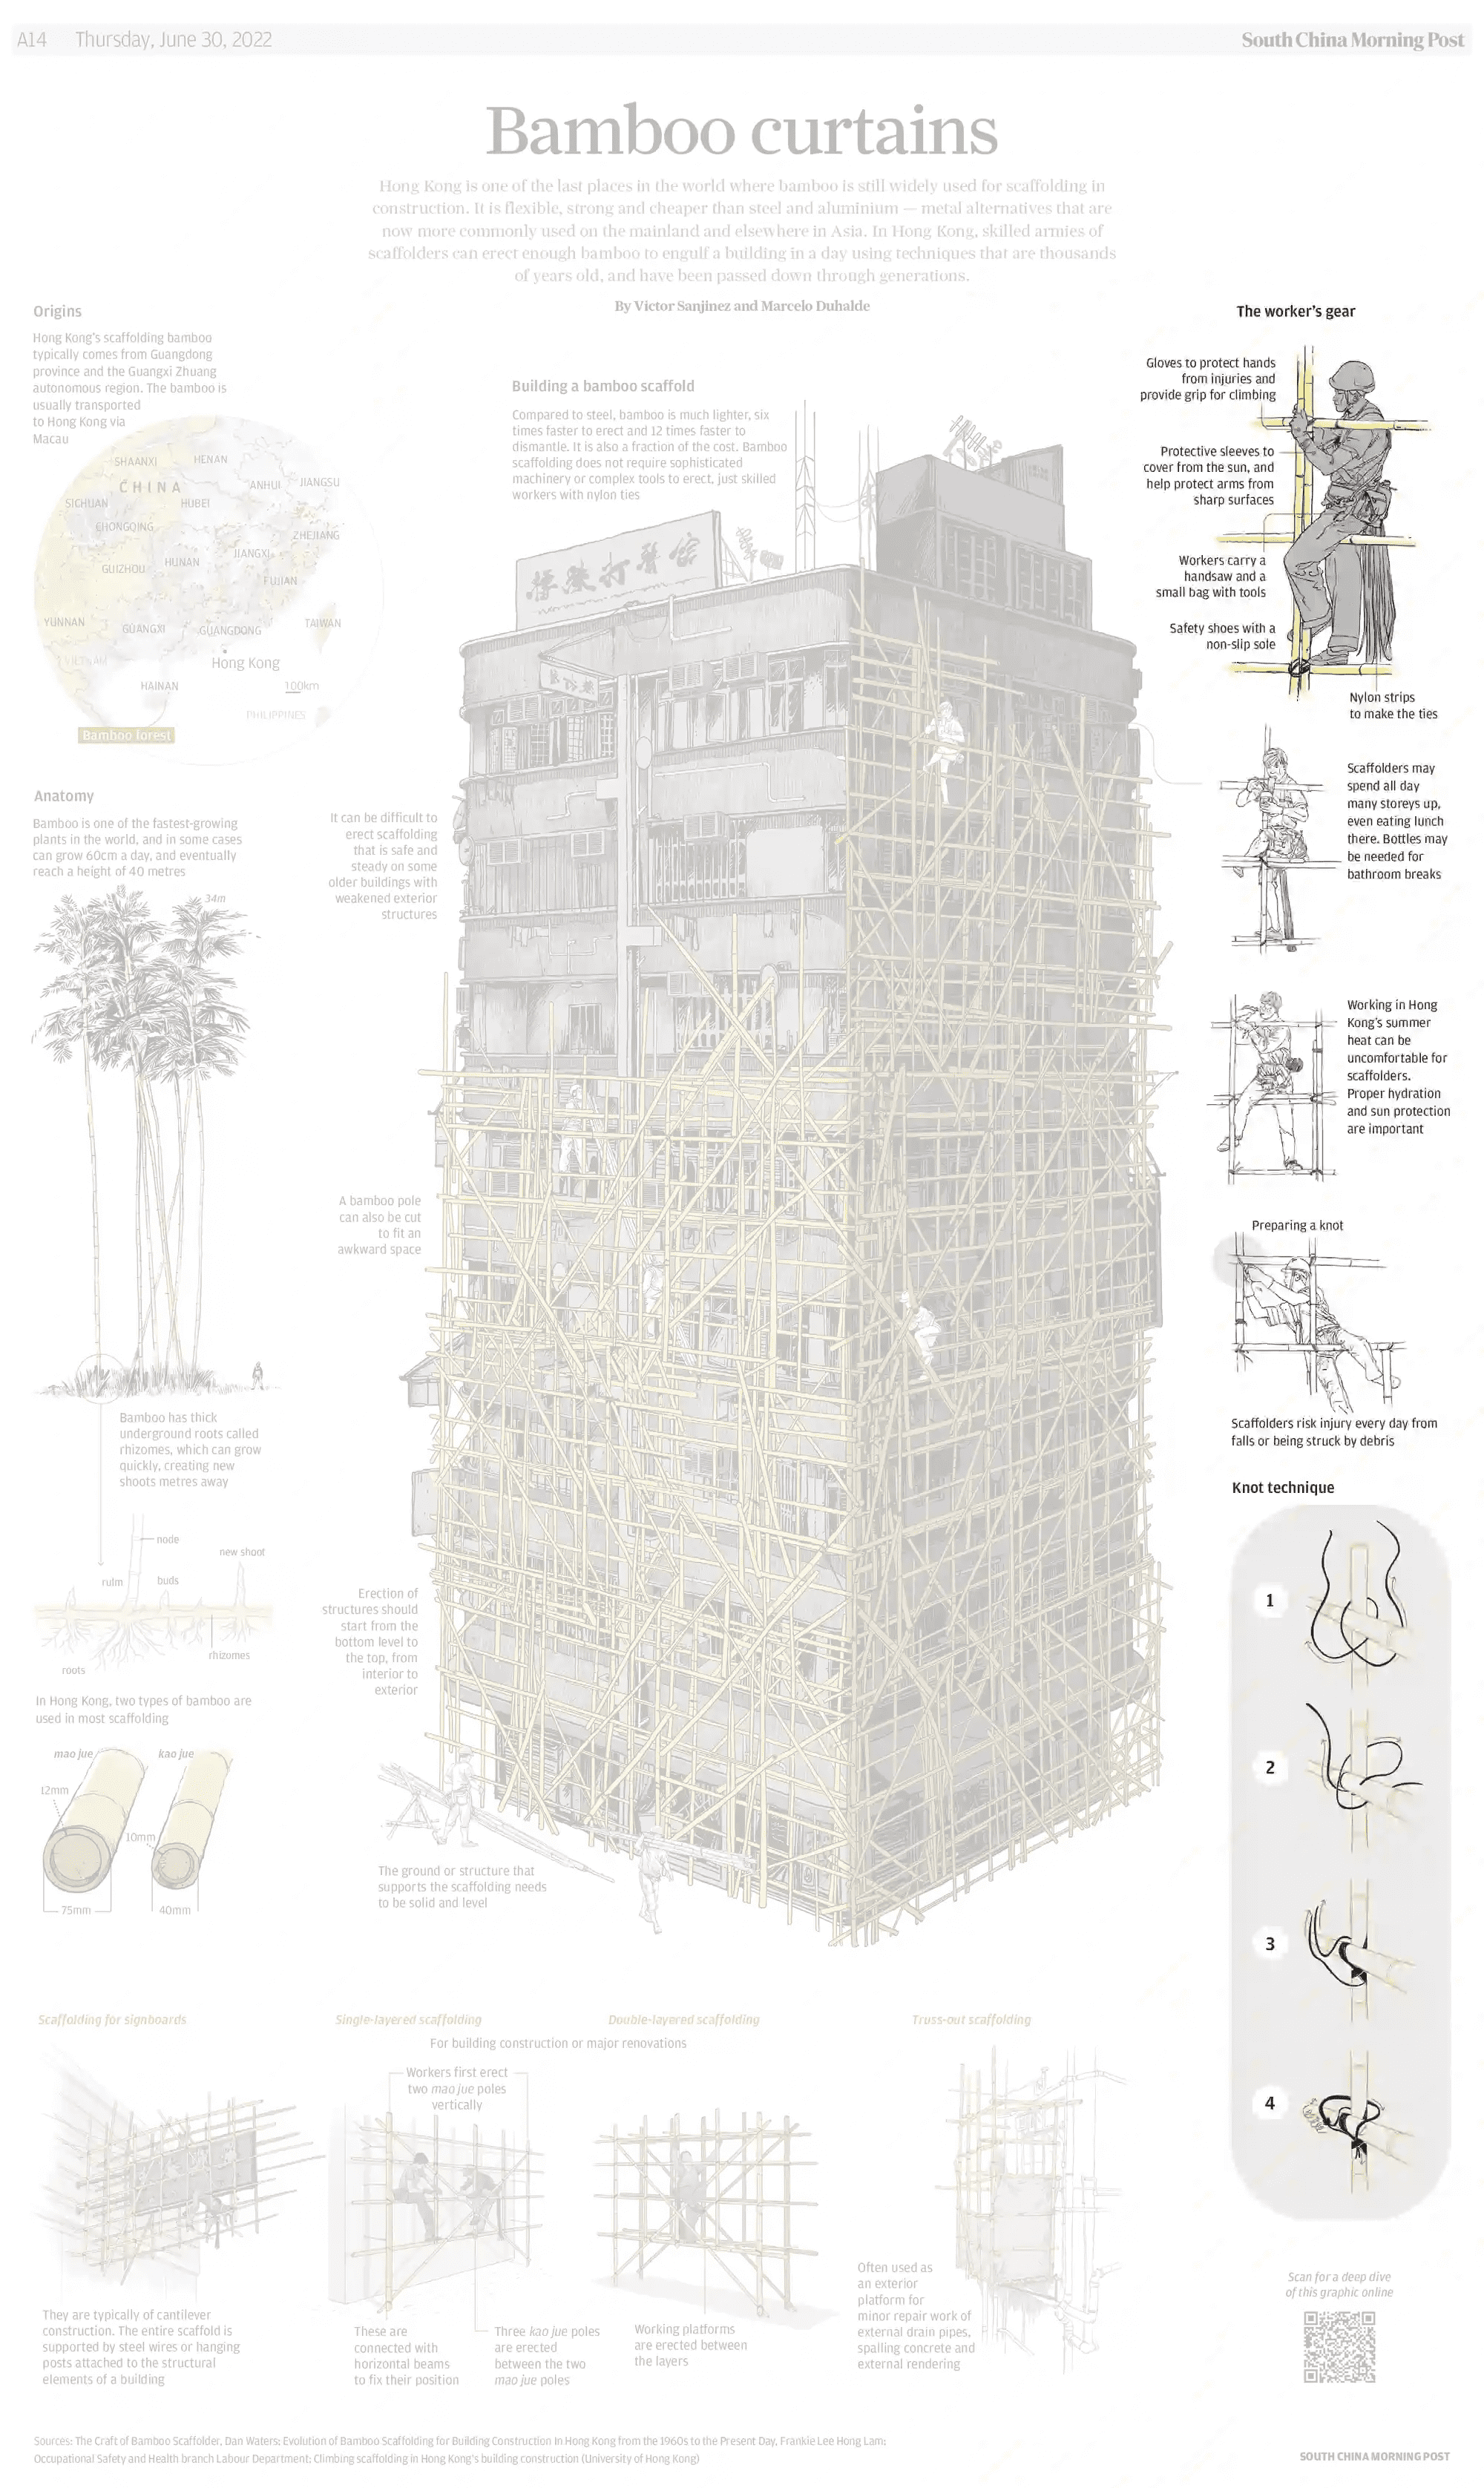 A14 Thursday, June 30, 2022
South China Morning Post
Bamboo curtains
Hong Kong is one of the last places in the world where bamboo is still widely used for scaffolding in
construction. It is flexible, strong and cheaper than steel and aluminium — metal alternatives that are
now more commonly used on the mainland and elsewhere in Asia. In Hong Kong, skilled armies of
scaffolders can erect enough bamboo to engulf a building in a day using techniques that are thousands
of years old, and have been passed down through generations.
By Victor Sanjinez and Marcelo Duhalde
Origins
Hong Kong's scaffolding bamboo
typically comes from Guangdong
province and the Guangxi Zhuang
autonomous region. The bamboo is
usually transported
to Hong Kong via
Macau
SHAANXI
HENAN
CHINA
ANHUI
JIANGSU
SICHUAN
HUBEI
CHONGQING
ZHEJIANG
JIANGXI
HUNAN
GUIZHOU
FUJIAN
YUNNAN
GUANGXI
GUANGDONG
TAIWAN
VIETNAM
Hong Kong
HAINAN
100km
PHILIPPINES
Bamboo forest
Anatomy
Bamboo is one of the fastest-growing
plants in the world, and in some cases
can grow 60cm a day, and eventually
reach a height of 40 metres
34m
Bamboo has thick
underground roots called
rhizomes, which can grow
quickly, creating new
shoots metres away
node
new shoot
rulm
buds
rhizomes
roots
In Hong Kong, two types of bamboo are
used in most scaffolding
mao jue
kao jue
12mm
10mm
75mm
40mm
Building a bamboo scaffold
Compared to steel, bamboo is much lighter, six
times faster to erect and 12 times faster to
dismantle. It is also a fraction of the cost. Bamboo
scaffolding does not require sophisticated
machinery or complex tools to erect, just skilled
workers with nylon ties
It can be difficult to
erect scaffolding
that is safe and
steady on some
older buildings with
weakened exterior
structures
A bamboo pole
can also be cut
to fit an
awkward space
Erection of
structures should
start from the
bottom level to
the top, from
interior to
exterior
The ground or structure that
supports the scaffolding needs
to be solid and level
The worker's gear
Gloves to protect hands
from injuries and
provide grip for climbing
Protective sleeves to
cover from the sun, and
help protect arms from
sharp surfaces
Workers carry a
handsaw and a
small bag with tools
Safety shoes with a
non-slip sole
Nylon strips
to make the ties
Scaffolders may
spend all day
many storeys up,
even eating lunch
there. Bottles may
be needed for
bathroom breaks
Working in Hong
Kong's summer
heat can be
uncomfortable for
scaffolders.
Proper hydration
and sun protection
are important
Preparing a knot
Scaffolders risk injury every day from
falls or being struck by debris
Knot technique
1
2
3
4
Scaffolding for signboards
They are typically of cantilever
construction. The entire scaffold is
supported by steel wires or hanging
posts attached to the structural
elements of a building
Single-layered scaffolding
Double-layered scaffolding
For building construction or major renovations
Workers first erect
two mao jue poles
vertically
These are
connected with
horizontal beams
to fix their position
Three kao jue poles
are erected
between the two
mao jue poles
Working platforms
are erected between
the layers
Truss-out scaffolding
Often used as
an exterior
platform for
minor repair work of
external drain pipes,
spalling concrete and
external rendering
Scan for a deep dive
of this graphic online
Sources: The Craft of Bamboo Scaffolder, Dan Waters; Evolution of Bamboo Scaffolding for Building Construction In Hong Kong from the 1960s to the Present Day, Frankie Lee Hong Lam;
Occupational Safety and Health branch Labour Department; Climbing scaffolding in Hong Kong's building construction (University of Hong Kong)
SOUTH CHINA MORNING POST